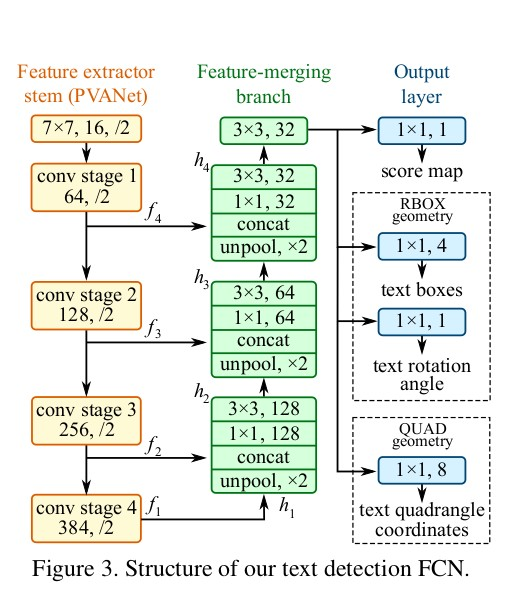 Feature extractor
stem (PVANet)
7×7, 16, /2
conv stage 1
64, /2
f4
conv stage 2
128, /2
f3
conv stage 3
256, /2
f2
conv stage 4
384, /2
f1
Feature-merging
branch
3×3, 32
h4
3×3, 32
1×1, 32
concat
unpool, ×2
h3
3×3, 64
1×1, 64
concat
unpool, ×2
h2
3×3, 128
1×1, 128
concat
unpool, ×2
h1
Output
layer
1×1, 1
score map
RBOX
geometry
1×1, 4
text boxes
1×1, 1
text rotation
angle
QUAD
geometry
1×1, 8
text quadrangle
coordinates
Figure 3. Structure of our text detection FCN.